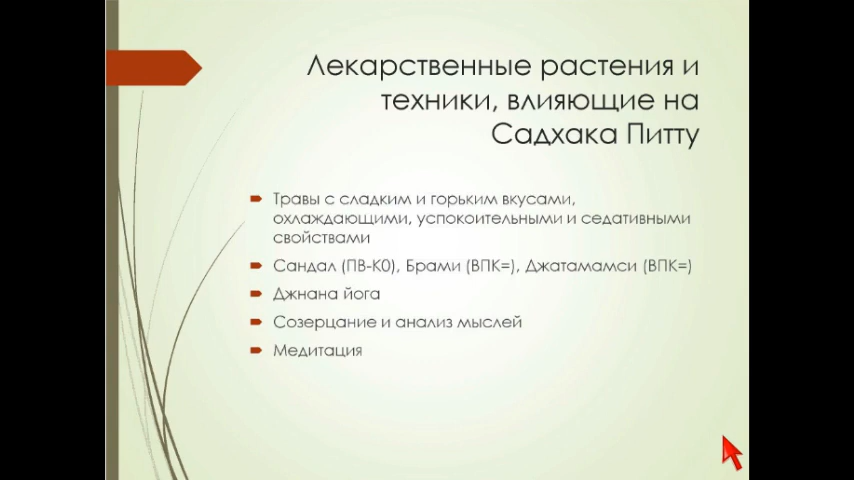 Лекарственные растения и
техники, влияющие на
Садхака Питту
Травы с сладким и горьким вкусами,
охлаждающими, успокоительными и седативными
свойствами
Сандал (ПВ-К0), Брами (ВПК=), Джатамамси (ВПК=)
Джнана йога
Созерцание и анализ мыслей
Медитация